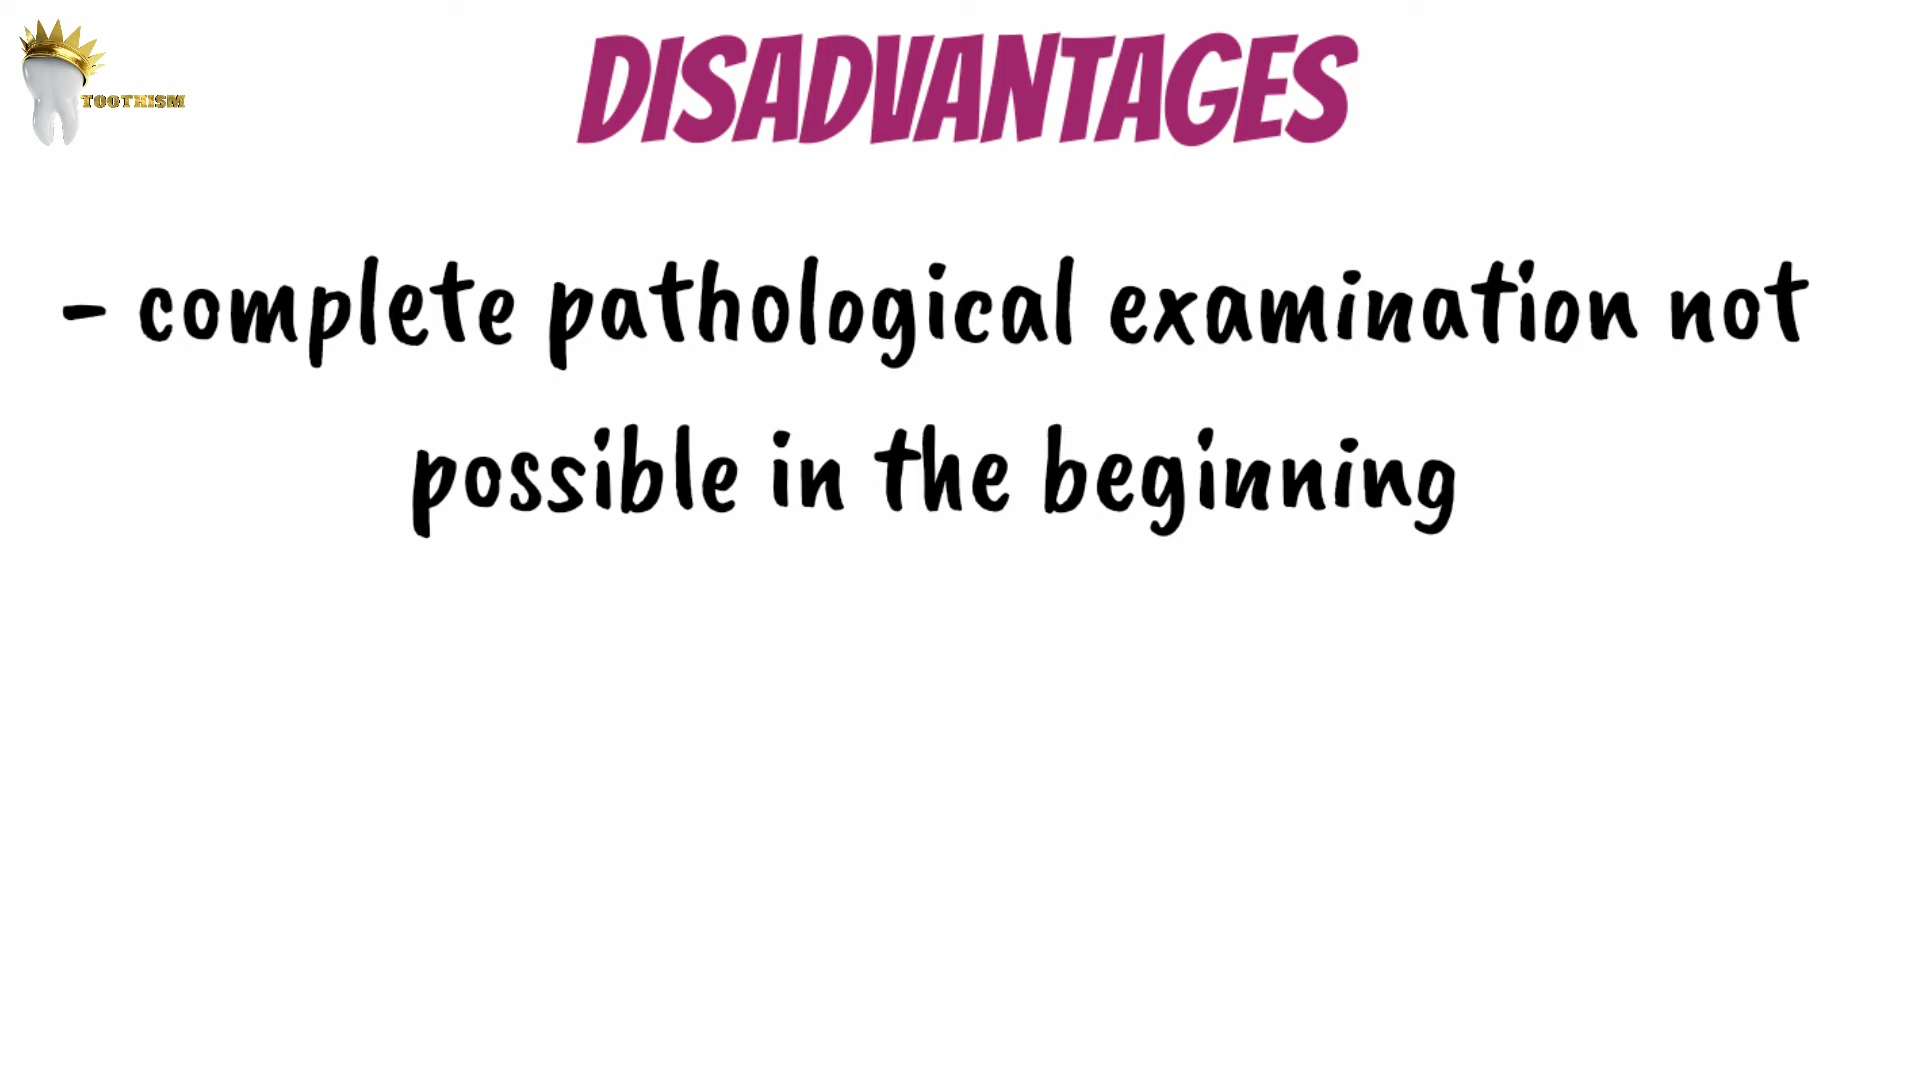 TOOTHISM
DISADVANTAGES
- complete pathological examination not
possible in the beginning